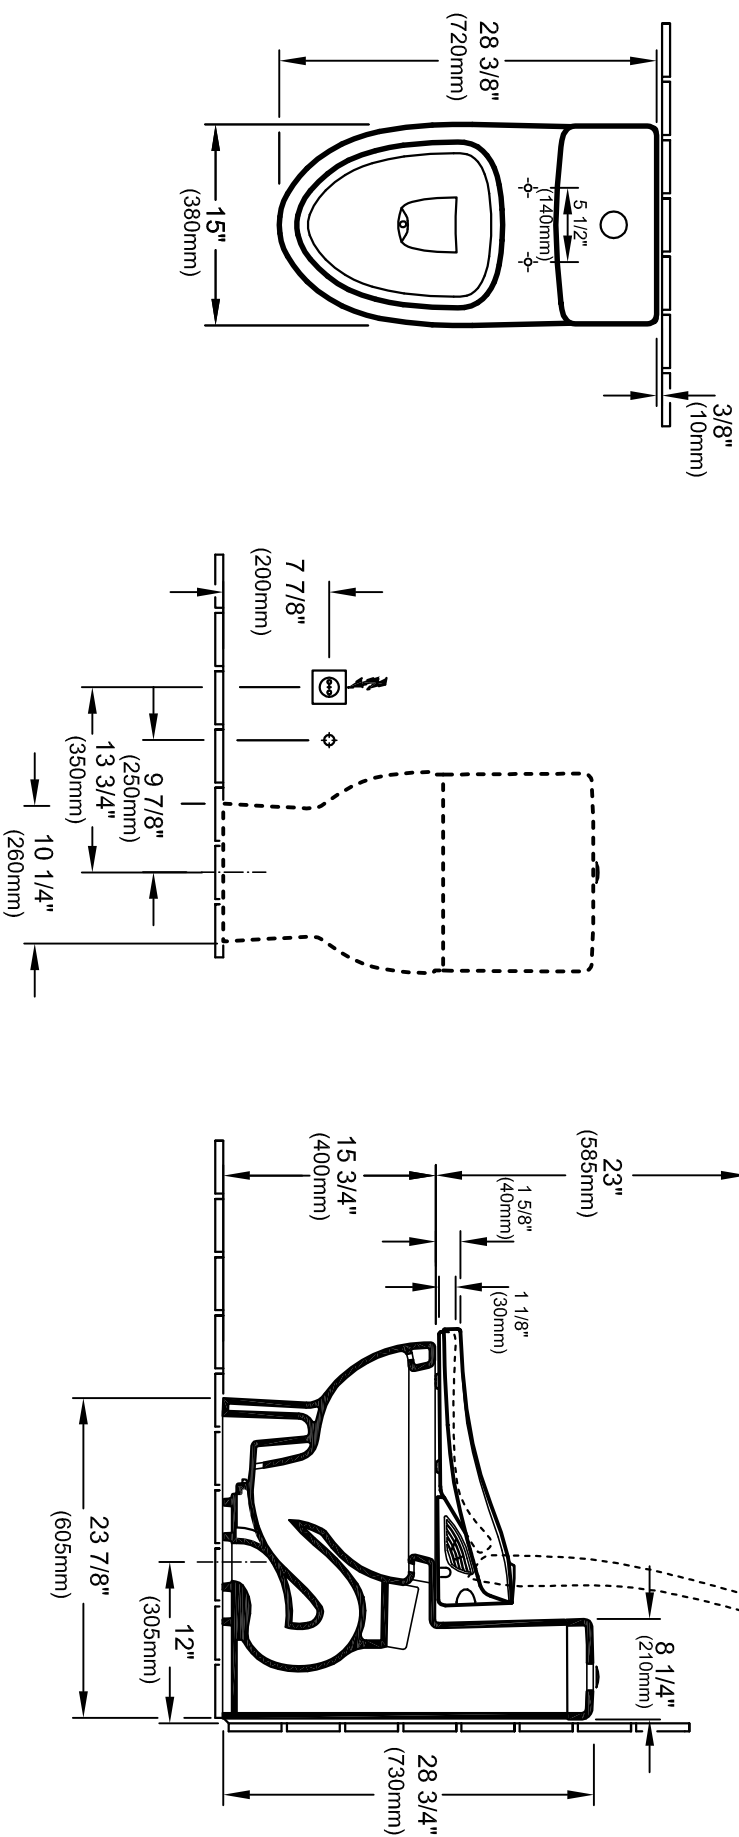 28 3/8"
(720mm)
15"
(380mm)
5 1/2"
(140mm)
3/8"
(10mm)
7 7/8"
(200mm)
9 7/8"
(250mm)
13 3/4"
(350mm)
10 1/4"
(260mm)
23"
(585mm)
15 3/4"
(400mm)
1 5/8"
(40mm)
1 1/8"
(30mm)
8 1/4"
(210mm)
23 7/8"
(605mm)
12"
(305mm)
28 3/4"
(730mm)